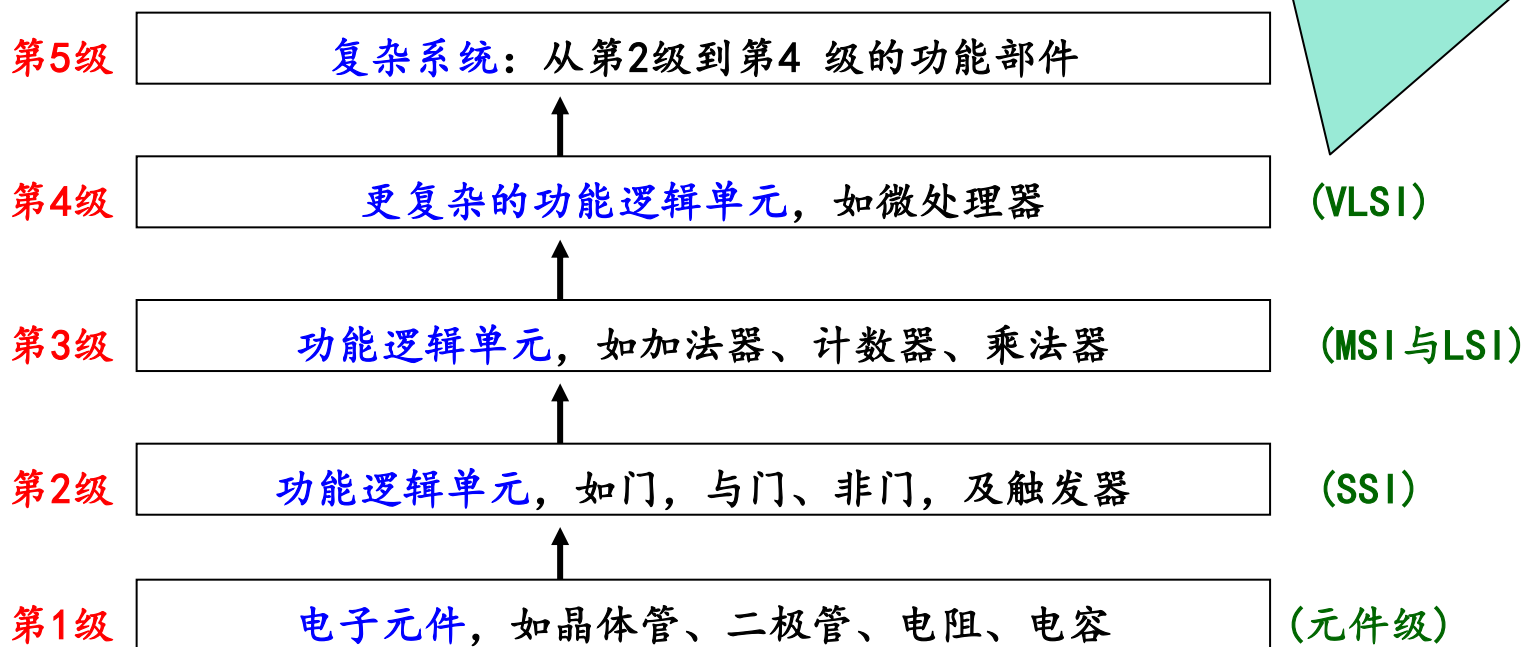 第5级 复杂系统：从第2级到第4 级的功能部件
第4级 更复杂的功能逻辑单元，如微处理器 (VLSI)
第3级 功能逻辑单元，如加法器、计数器、乘法器 (MSI与LSI)
第2级 功能逻辑单元，如门，与门、非门，及触发器 (SSI)
第1级 电子元件，如晶体管、二极管、电阻、电容 (元件级)